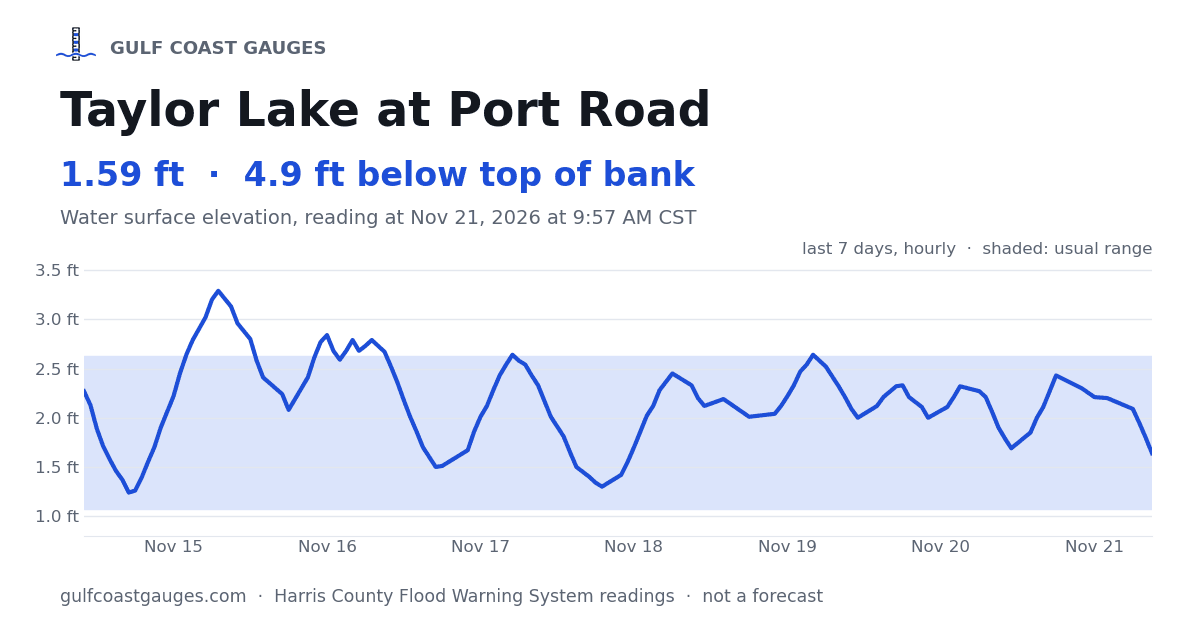 GULF COAST GAUGES
Taylor Lake at Port Road
1.59 ft · 4.9 ft below top of bank
Water surface elevation, reading at Nov 21, 2026 at 9:57 AM CST
last 7 days, hourly · shaded: usual range
3.5 ft
3.0 ft
2.5 ft
2.0 ft
1.5 ft
1.0 ft
Nov 15 Nov 16 Nov 17 Nov 18 Nov 19 Nov 20 Nov 21
gulfcoastgauges.com · Harris County Flood Warning System readings · not a forecast